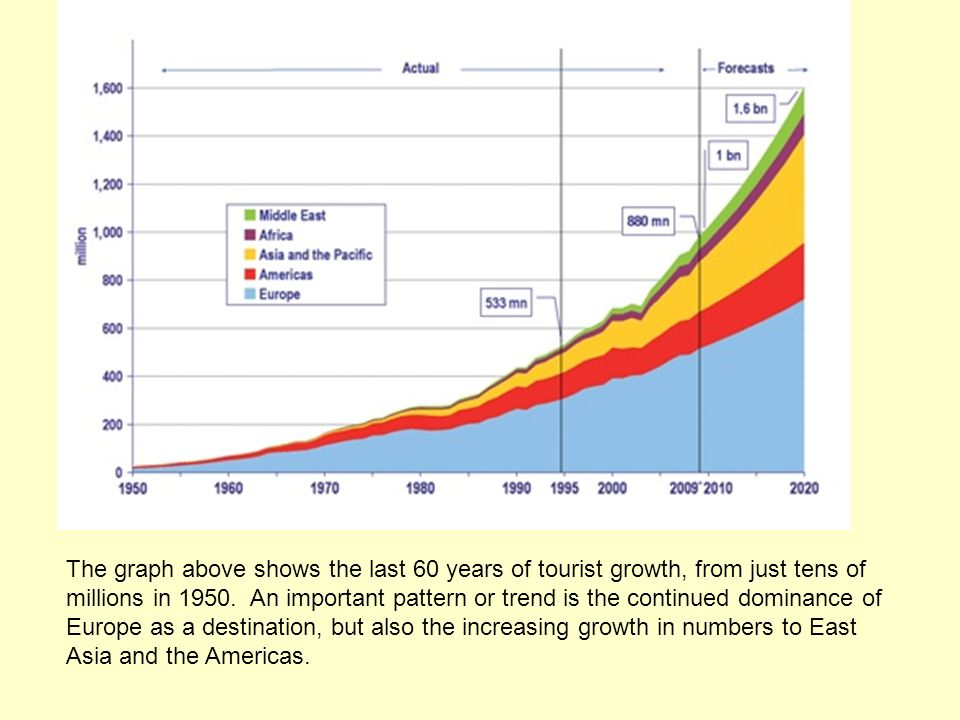 Actual
Forecasts
1,600
1,400
1,200
1,000
800
600
400
200
0
million
1.6 bn
1 bn
880 mn
533 mn
Middle East
Africa
Asia and the Pacific
Americas
Europe
1950 1960 1970 1980 1990 1995 2000 2009* 2010 2020
The graph above shows the last 60 years of tourist growth, from just tens of
millions in 1950. An important pattern or trend is the continued dominance of
Europe as a destination, but also the increasing growth in numbers to East
Asia and the Americas.